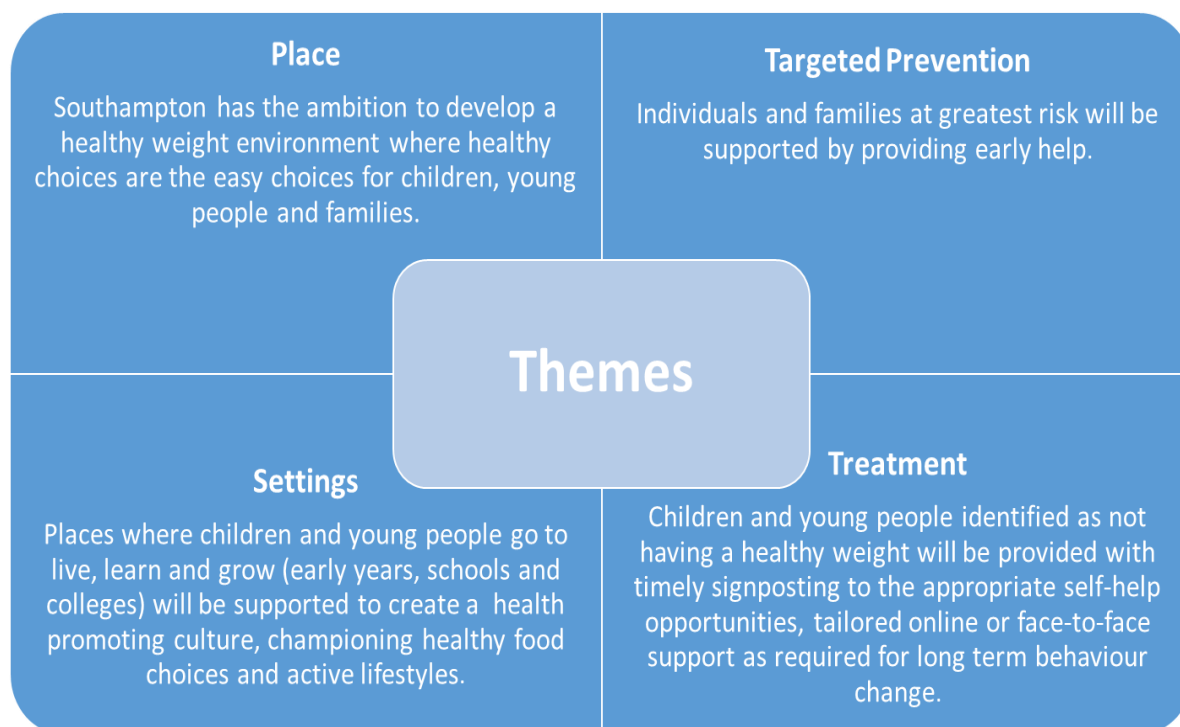 Place
Southampton has the ambition to develop a
healthy weight environment where healthy
choices are the easy choices for children, young
people and families.
Targeted Prevention
Individuals and families at greatest risk will be
supported by providing early help.
Themes
Settings
Places where children and young people go to
live, learn and grow (early years, schools and
colleges) will be supported to create a health
promoting culture, championing healthy food
choices and active lifestyles.
Treatment
Children and young people identified as not
having a healthy weight will be provided with
timely signposting to the appropriate self-help
opportunities, tailored online or face-to-face
support as required for long term behaviour
change.